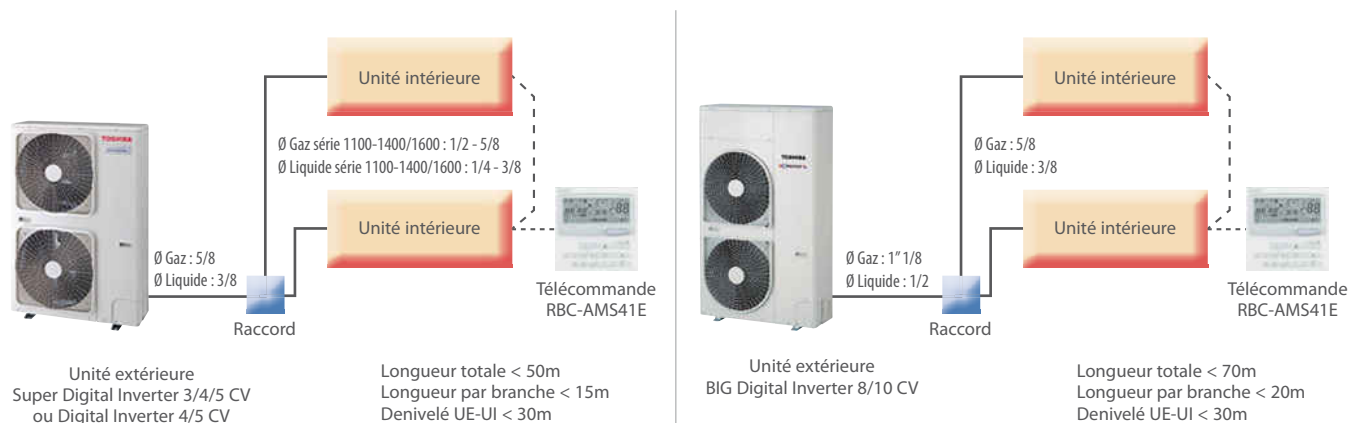 Unité intérieure
TOSHIBA
Ø Gaz série 1100-1400/1600 : 1/2 - 5/8
Ø Liquide série 1100-1400/1600 : 1/4 - 3/8
Unité intérieure
Ø Gaz : 5/8
Ø Liquide : 3/8
Raccord
Télécommande
RBC-AMS41E
Unité extérieure
Super Digital Inverter 3/4/5 CV
ou Digital Inverter 4/5 CV
Longueur totale < 50m
Longueur par branche < 15m
Denivelé UE-UI < 30m
Unité intérieure
TOSHIBA
Ø Gaz : 5/8
Ø Liquide : 3/8
Unité intérieure
Ø Gaz : 1” 1/8
Ø Liquide : 1/2
Raccord
Télécommande
RBC-AMS41E
Unité extérieure
BIG Digital Inverter 8/10 CV
Longueur totale < 70m
Longueur par branche < 20m
Denivelé UE-UI < 30m